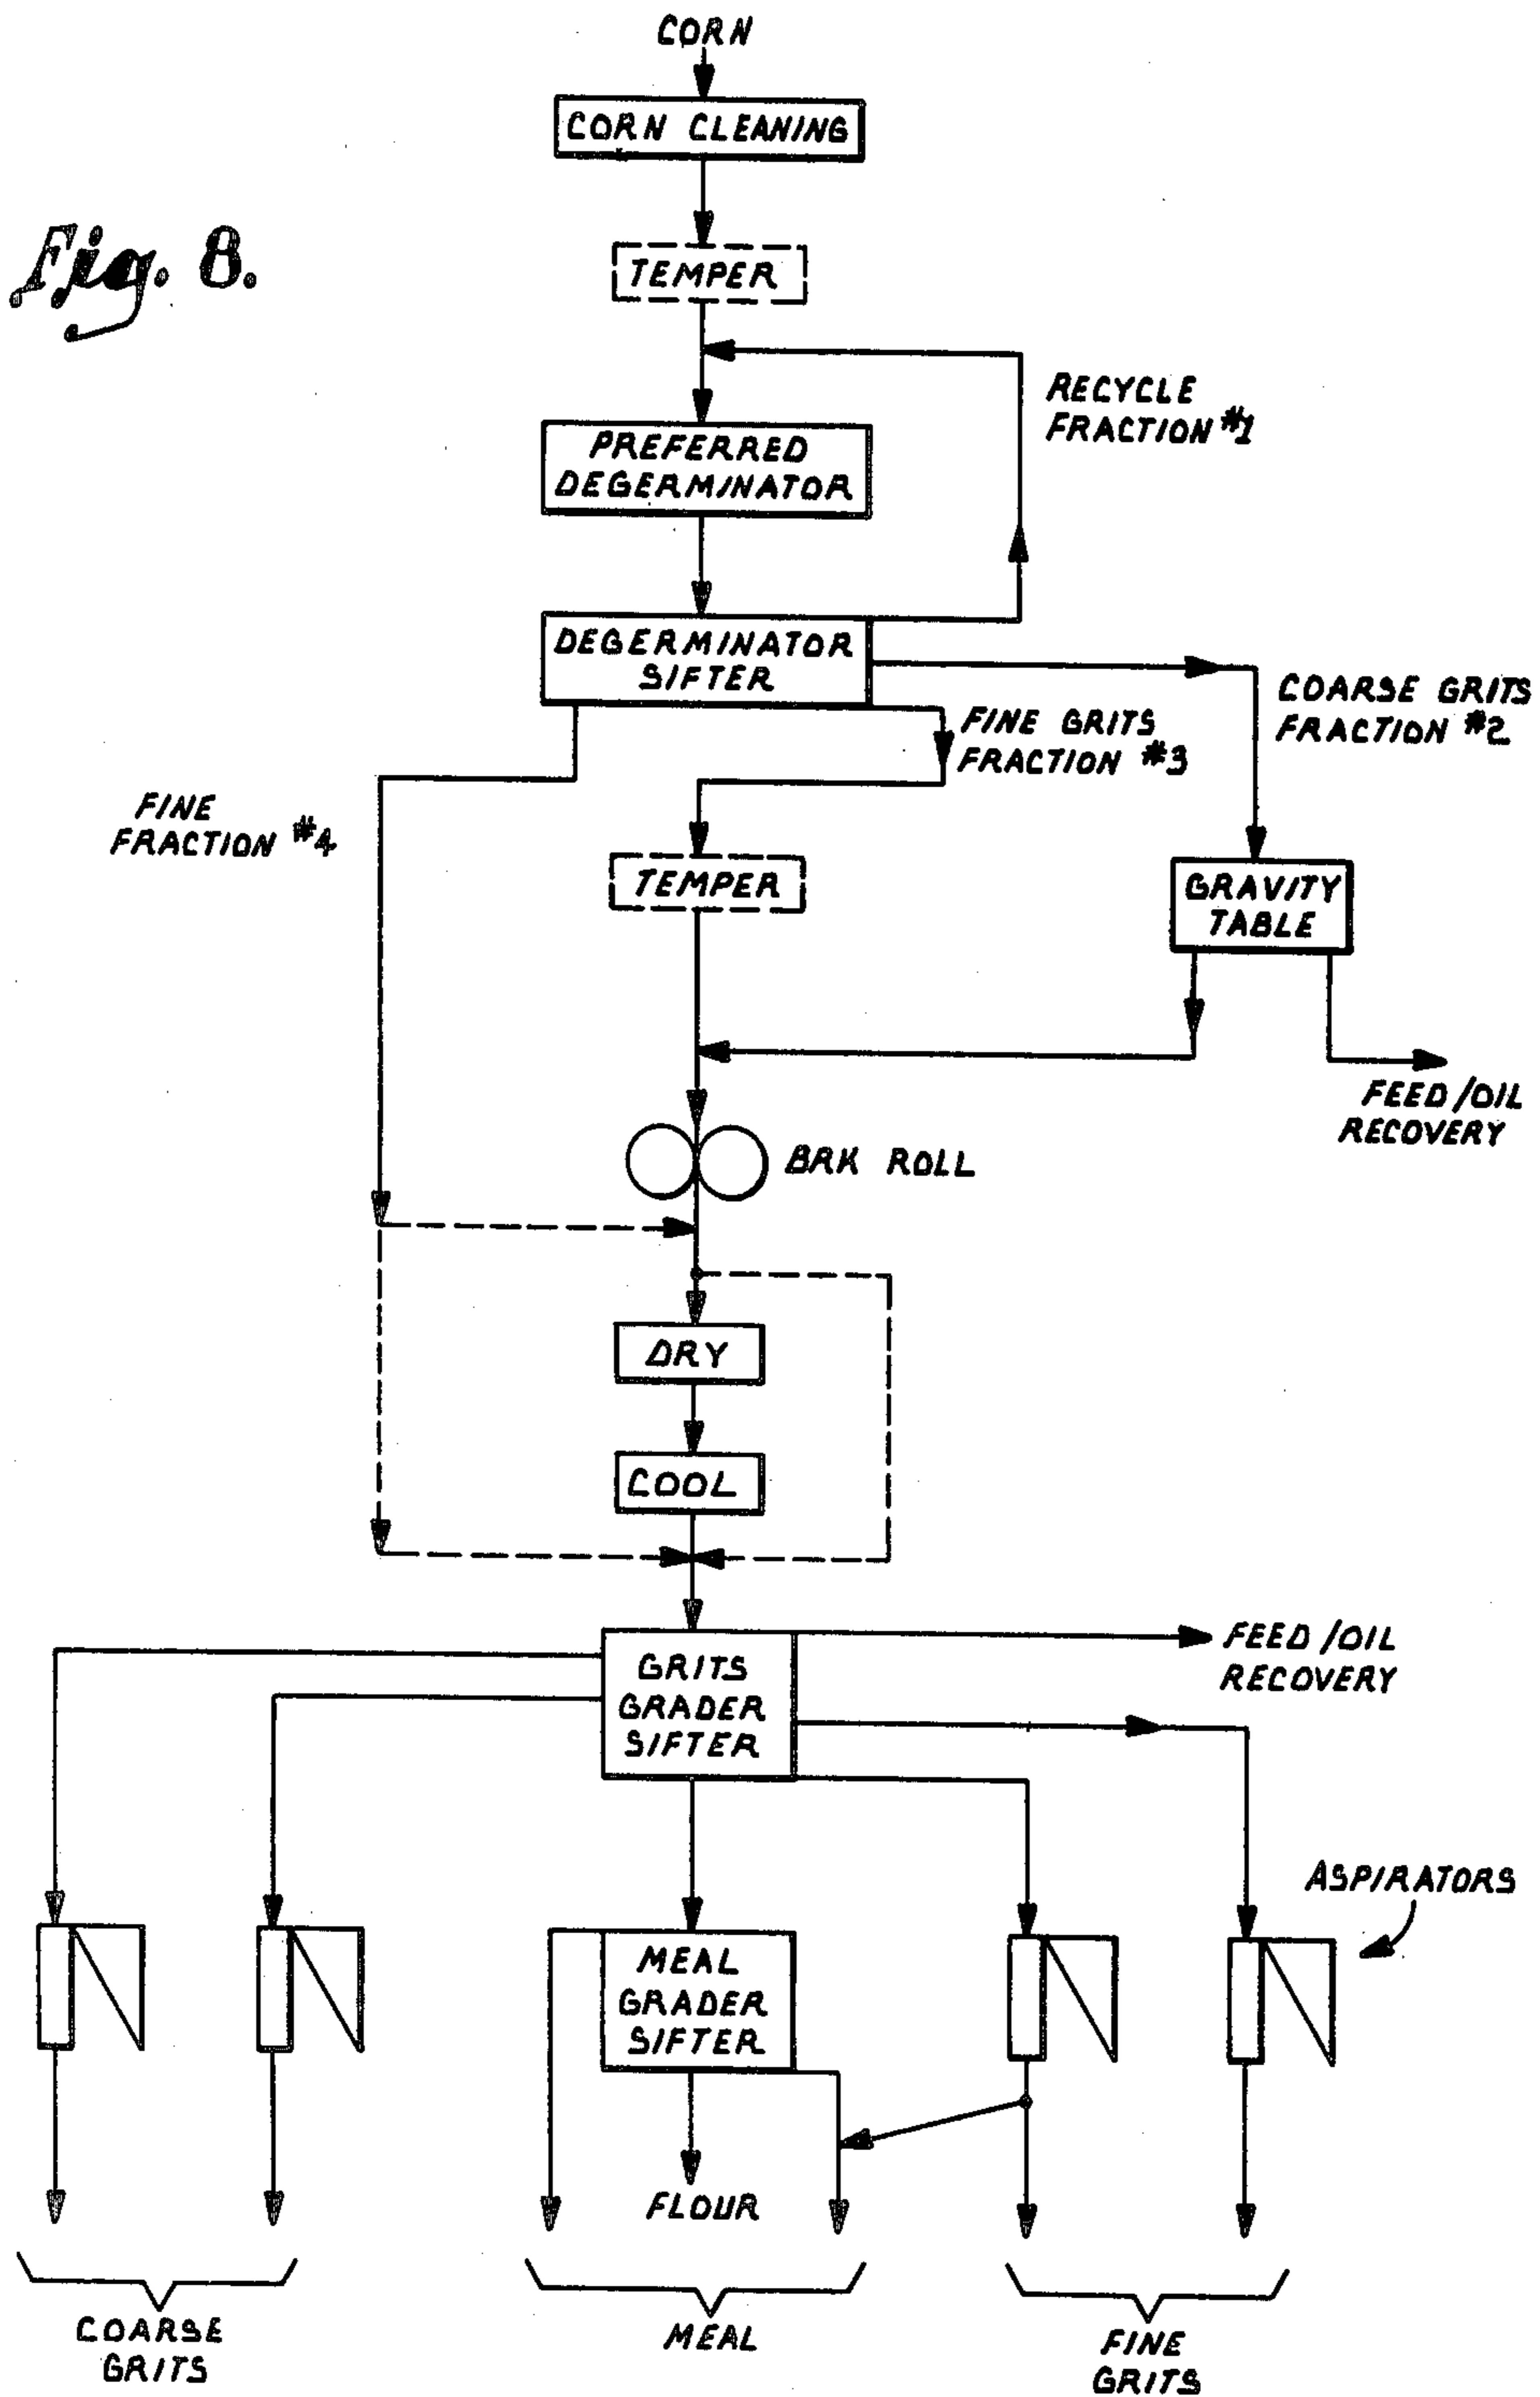 CORN
CORN CLEANING
Fig. 8.
TEMPER
RECYCLE
FRACTION #1
PREFERRED
DEGERMINATOR
DEGERMINATOR
SIFTER
COARSE GRITS
FRACTION #2
FINE GRITS
FRACTION #3
FINE
FRACTION #4
TEMPER
GRAVITY
TABLE
FEED/OIL
RECOVERY
BRK ROLL
DRY
COOL
FEED/OIL
RECOVERY
GRITS
GRADER
SIFTER
ASPIRATORS
MEAL
GRADER
SIFTER
FLOUR
COARSE
GRITS
MEAL
FINE
GRITS